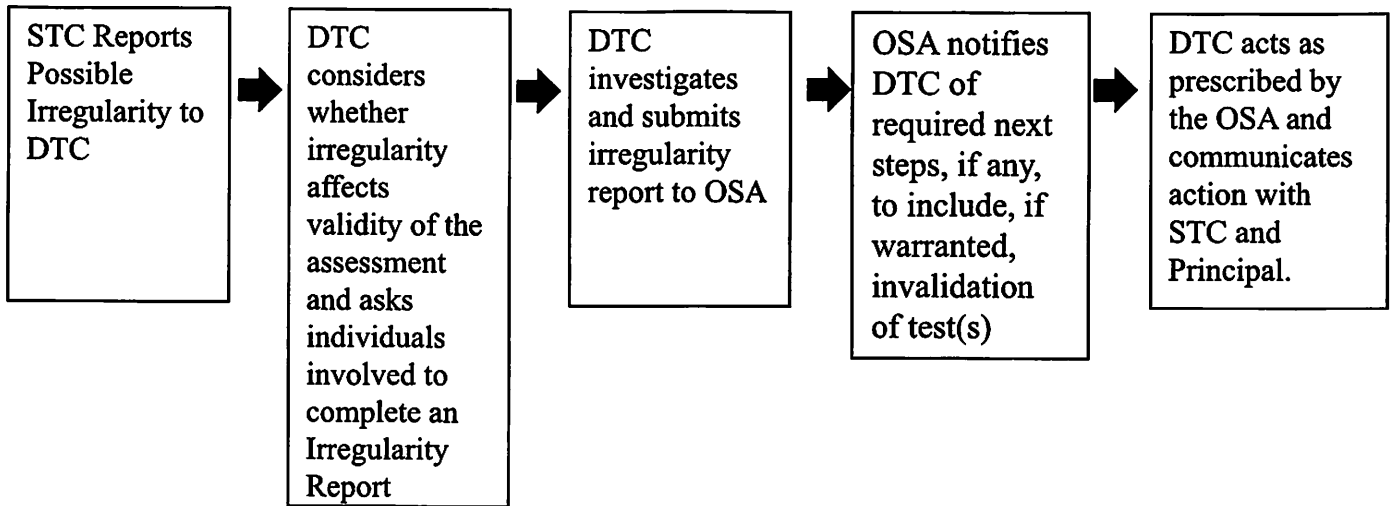 STC Reports
Possible
Irregularity to
DTC
DTC
considers
whether
irregularity
affects
validity of the
assessment
and asks
individuals
involved to
complete an
Irregularity
Report
DTC
investigates
and submits
irregularity
report to OSA
OSA notifies
DTC of
required next
steps, if any,
to include, if
warranted,
invalidation
of test(s)
DTC acts as
prescribed by
the OSA and
communicates
action with
STC and
Principal.